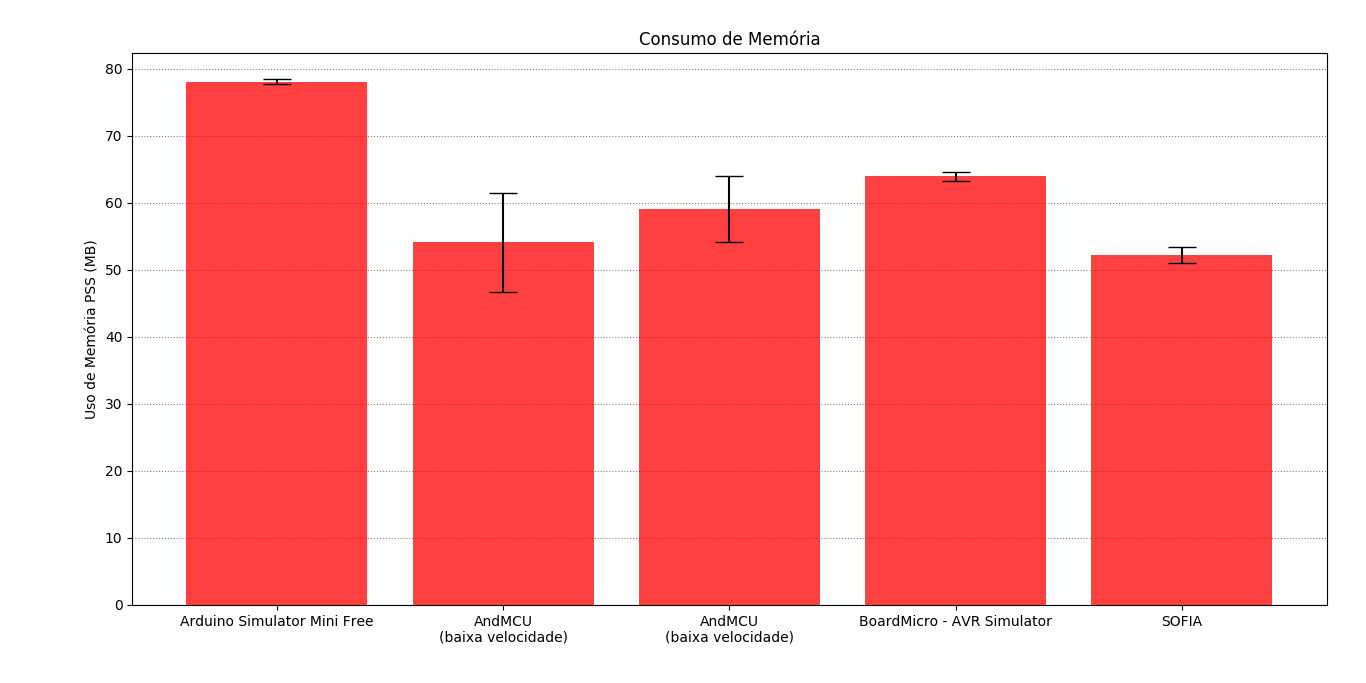 Consumo de Memória
Uso de Memória PSS (MB)
80
70
60
50
40
30
20
10
0
Arduino Simulator Mini Free
AndMCU
(baixa velocidade)
AndMCU
(baixa velocidade)
BoardMicro - AVR Simulator
SOFIA